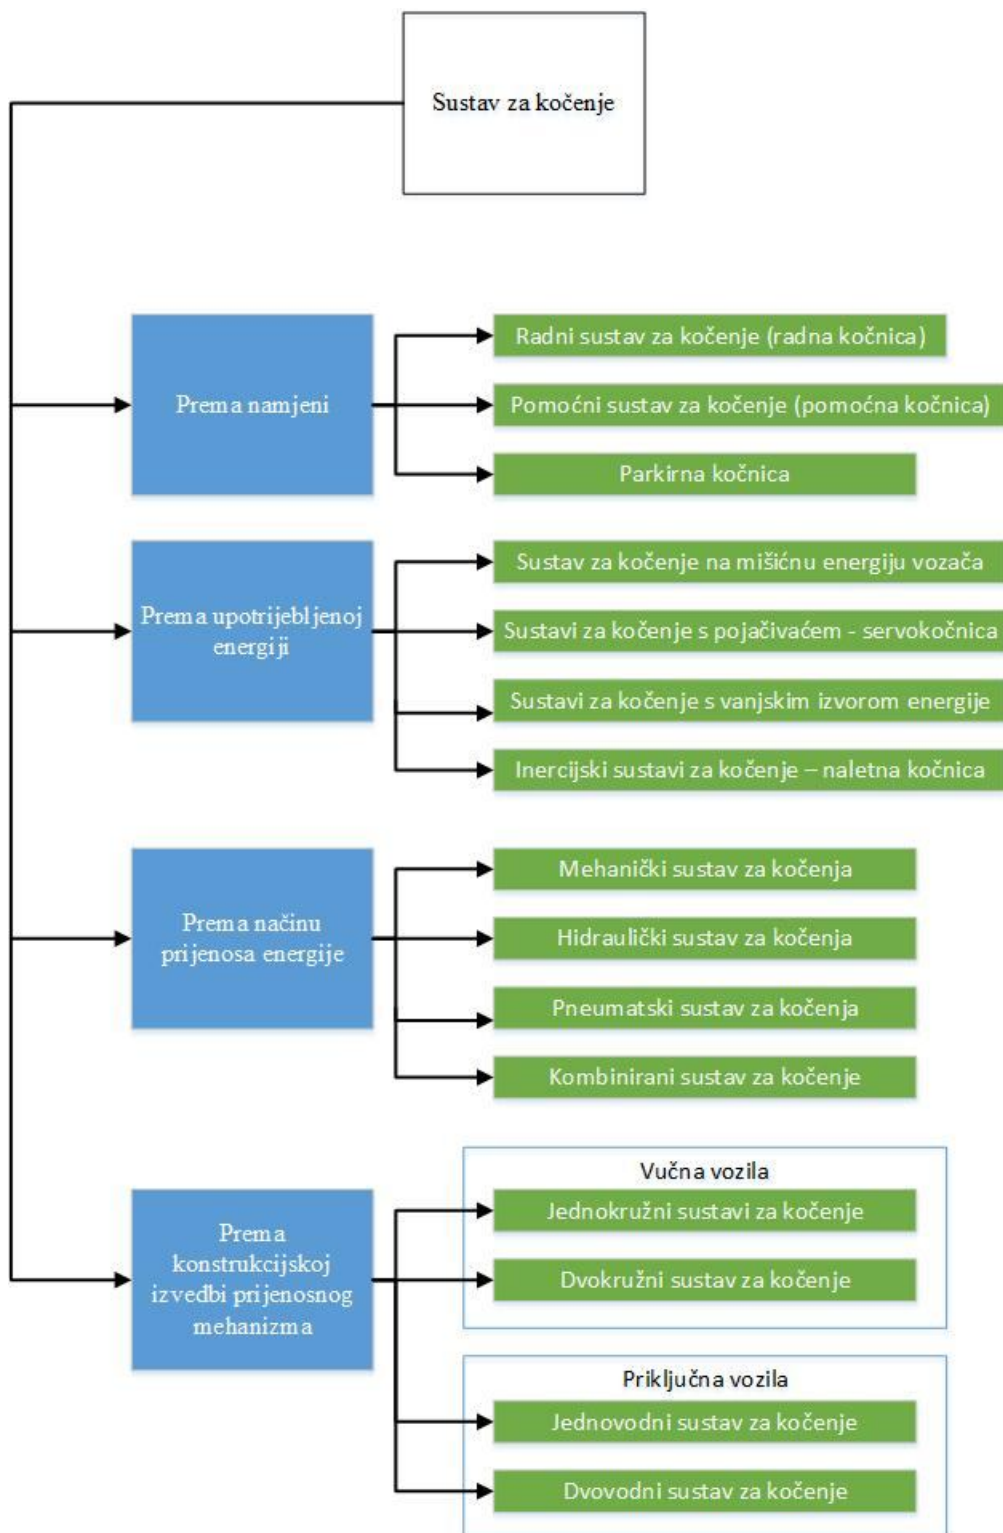 Sustav za kočenje
Prema namjeni
Radni sustav za kočenje (radna kočnica)
Pomoćni sustav za kočenje (pomoćna kočnica)
Parkirna kočnica
Prema upotrijebljenoj
energiji
Sustav za kočenje na mišićnu energiju vozača
Sustavi za kočenje s pojačivaćem - servokočnica
Sustavi za kočenje s vanjskim izvorom energije
Inercijski sustavi za kočenje – naletna kočnica
Prema načinu
prijenosa energije
Mehanički sustav za kočenja
Hidraulički sustav za kočenja
Pneumatski sustav za kočenja
Kombinirani sustav za kočenje
Prema
konstrukcijskoj
izvedbi prijenosnog
mehanizma
Vučna vozila
Jednokružni sustavi za kočenje
Dvokružni sustav za kočenje
Priključna vozila
Jednovodni sustav za kočenje
Dvovodni sustav za kočenje